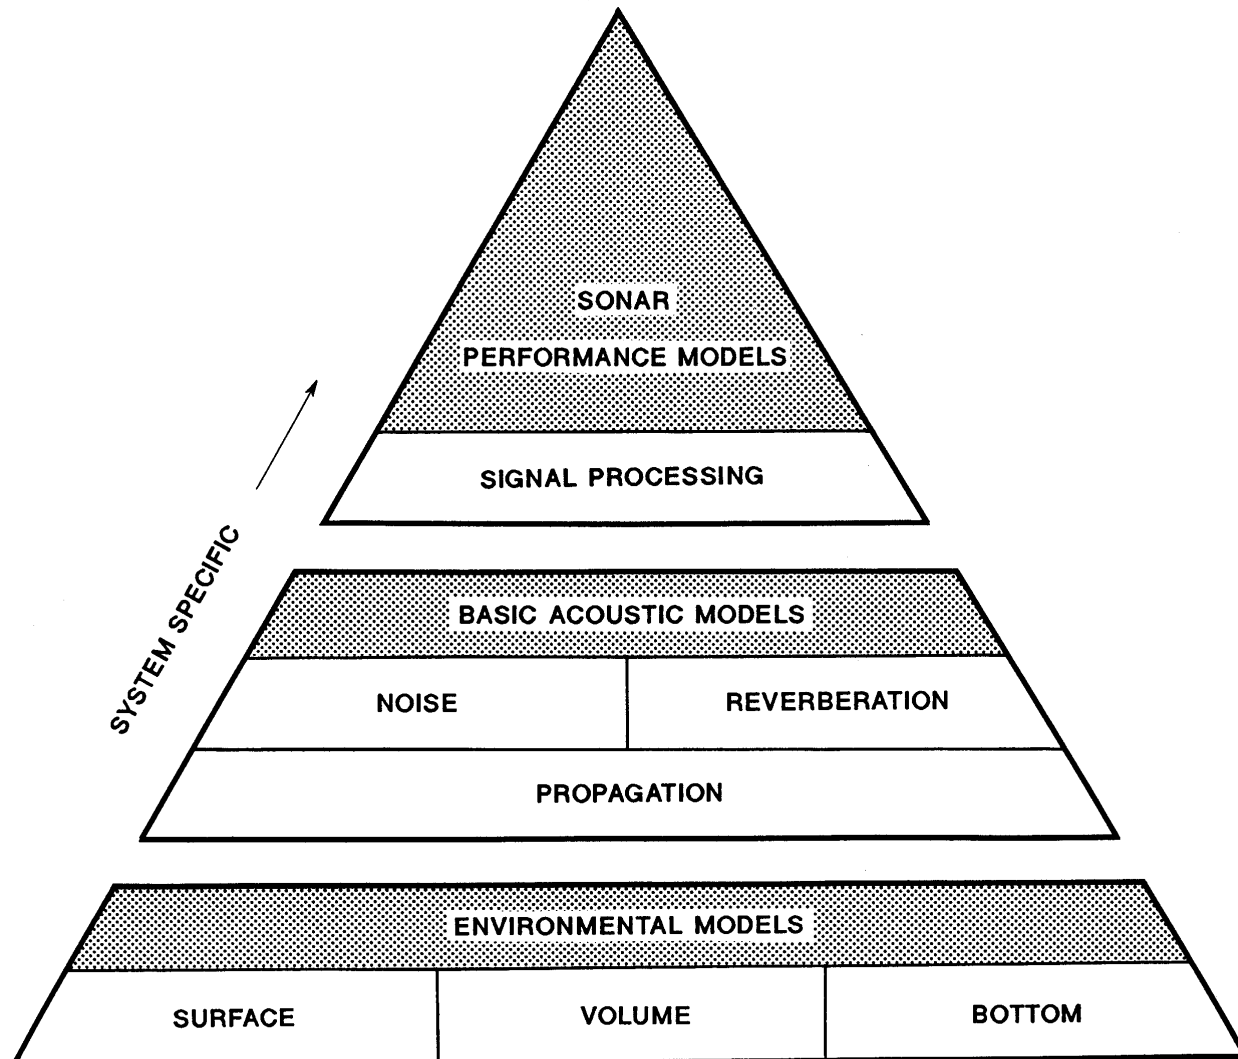 SONAR
PERFORMANCE MODELS
SIGNAL PROCESSING
SYSTEM SPECIFIC
BASIC ACOUSTIC MODELS
NOISE
REVERBERATION
PROPAGATION
ENVIRONMENTAL MODELS
SURFACE
VOLUME
BOTTOM